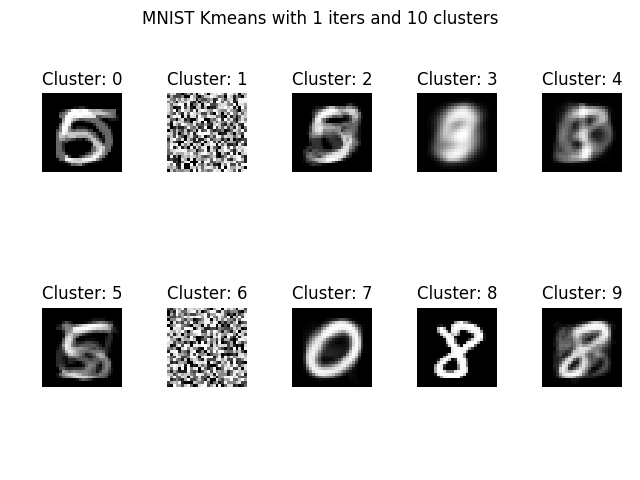 MNIST Kmeans with 1 iters and 10 clusters
Cluster: 0 Cluster: 1 Cluster: 2 Cluster: 3 Cluster: 4
Cluster: 5 Cluster: 6 Cluster: 7 Cluster: 8 Cluster: 9